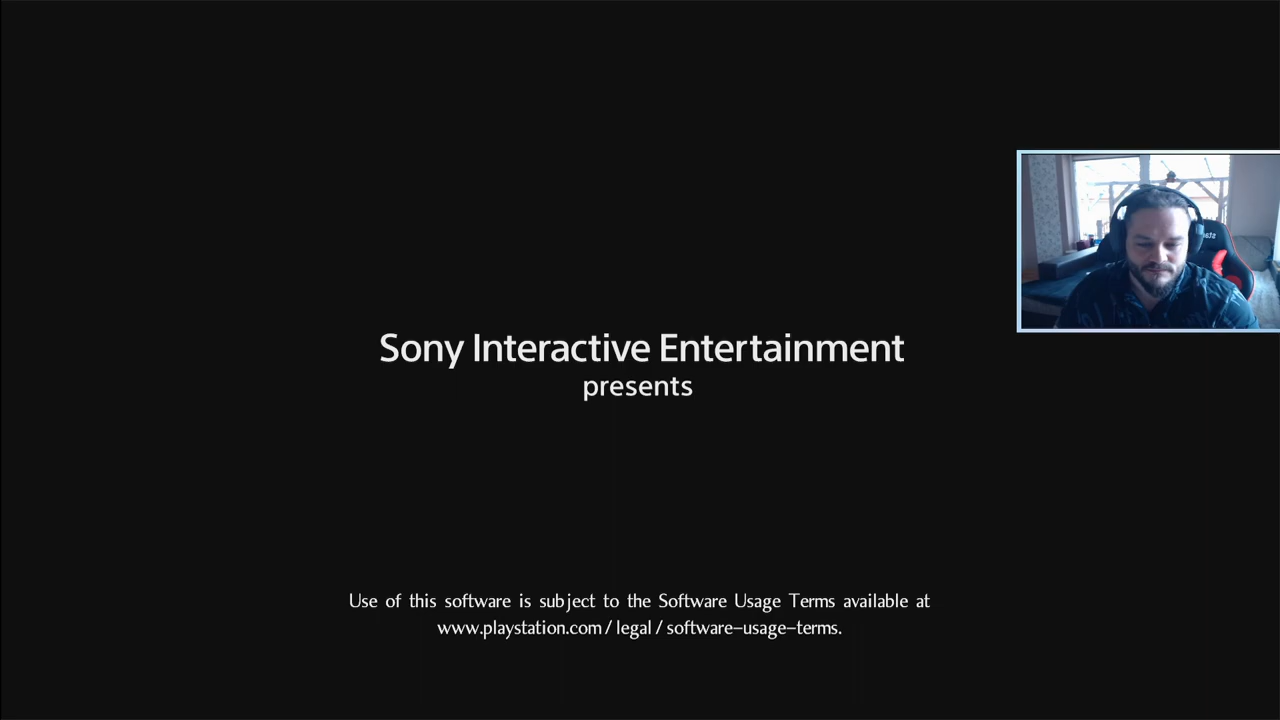 Sony Interactive Entertainment
presents
Use of this software is subject to the Software Usage Terms available at
www.playstation.com/legal/software-usage-terms.